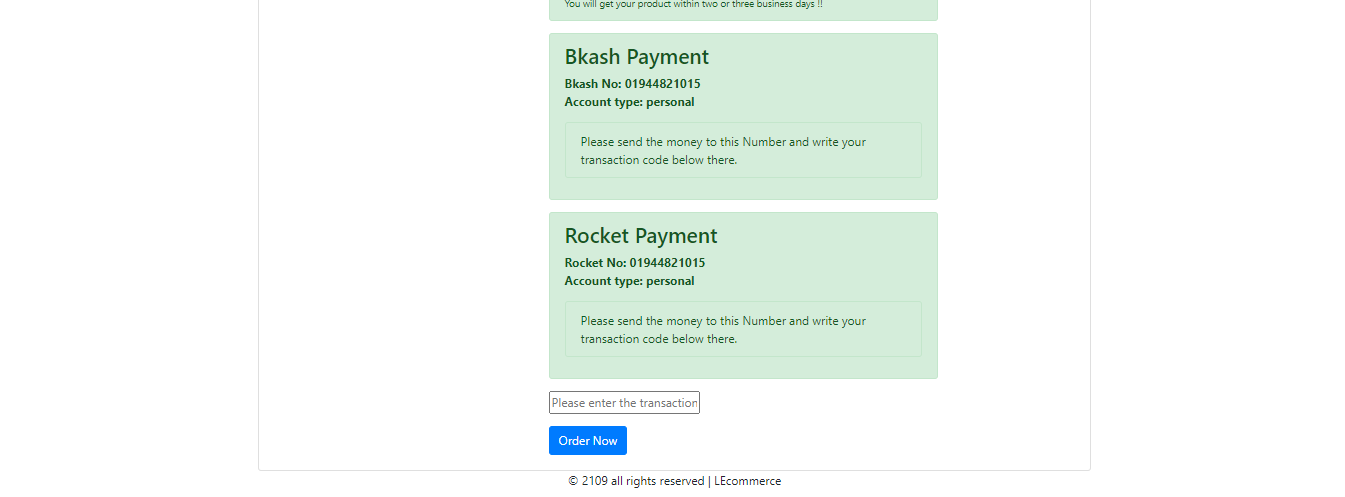 You will get your product within two or three business days !!
Bkash Payment
Bkash No: 01944821015
Account type: personal
Please send the money to this Number and write your
transaction code below there.
Rocket Payment
Rocket No: 01944821015
Account type: personal
Please send the money to this Number and write your
transaction code below there.
Please enter the transaction
Order Now
© 2109 all rights reserved | LEcommerce